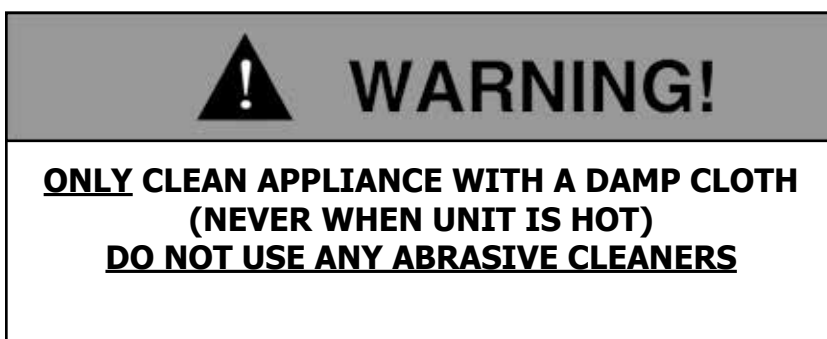 WARNING!
ONLY CLEAN APPLIANCE WITH A DAMP CLOTH
(NEVER WHEN UNIT IS HOT)
DO NOT USE ANY ABRASIVE CLEANERS